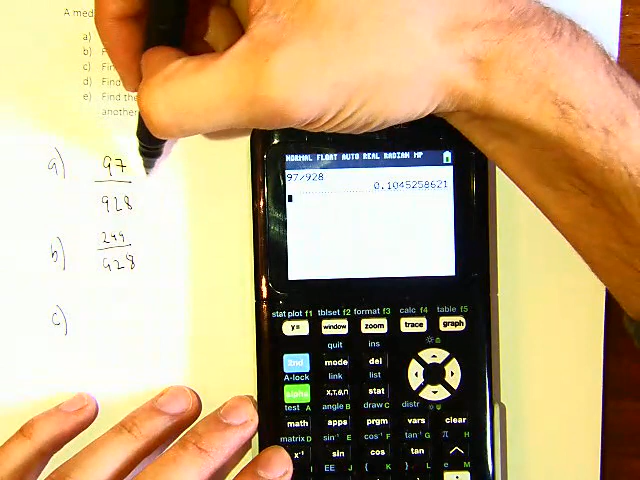 A med
a)
b) F
c) Fin
d) Find
e) Find the
another
a) 97
928
b) 299
928
c)
NORMAL FLOAT AUTO REAL RADIAN MP
97/928
0.1045258621
stat plot f1 tblset f2 format f3 calc f4 table f5
y= window zoom trace graph
quit ins
2nd mode del
A-lock link list
alpha X,T,θ,n stat
test A angle B draw C distr
math apps prgm vars clear
matrix D sin⁻¹ E cos⁻¹ F tan⁻¹ G π H
x⁻¹ sin cos tan ^
EE J { K } L e M